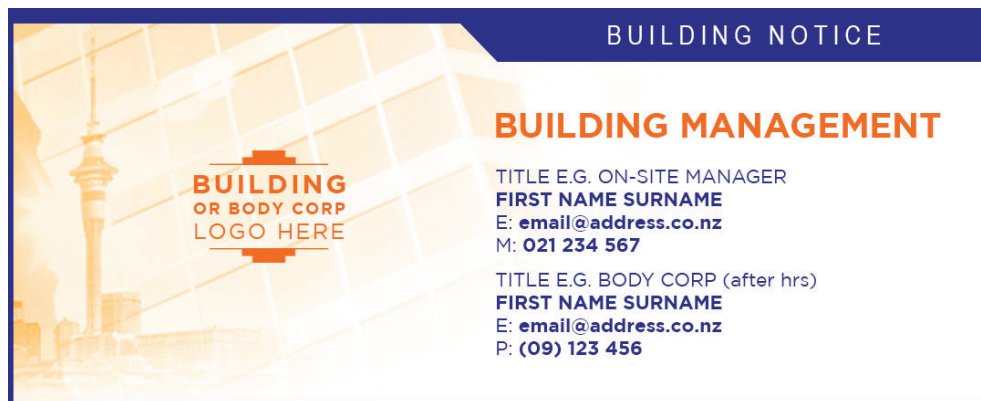 BUILDING NOTICE
BUILDING
OR BODY CORP
LOGO HERE
BUILDING MANAGEMENT
TITLE E.G. ON-SITE MANAGER
FIRST NAME SURNAME
E: email@address.co.nz
M: 021 234 567
TITLE E.G. BODY CORP (after hrs)
FIRST NAME SURNAME
E: email@address.co.nz
P: (09) 123 456